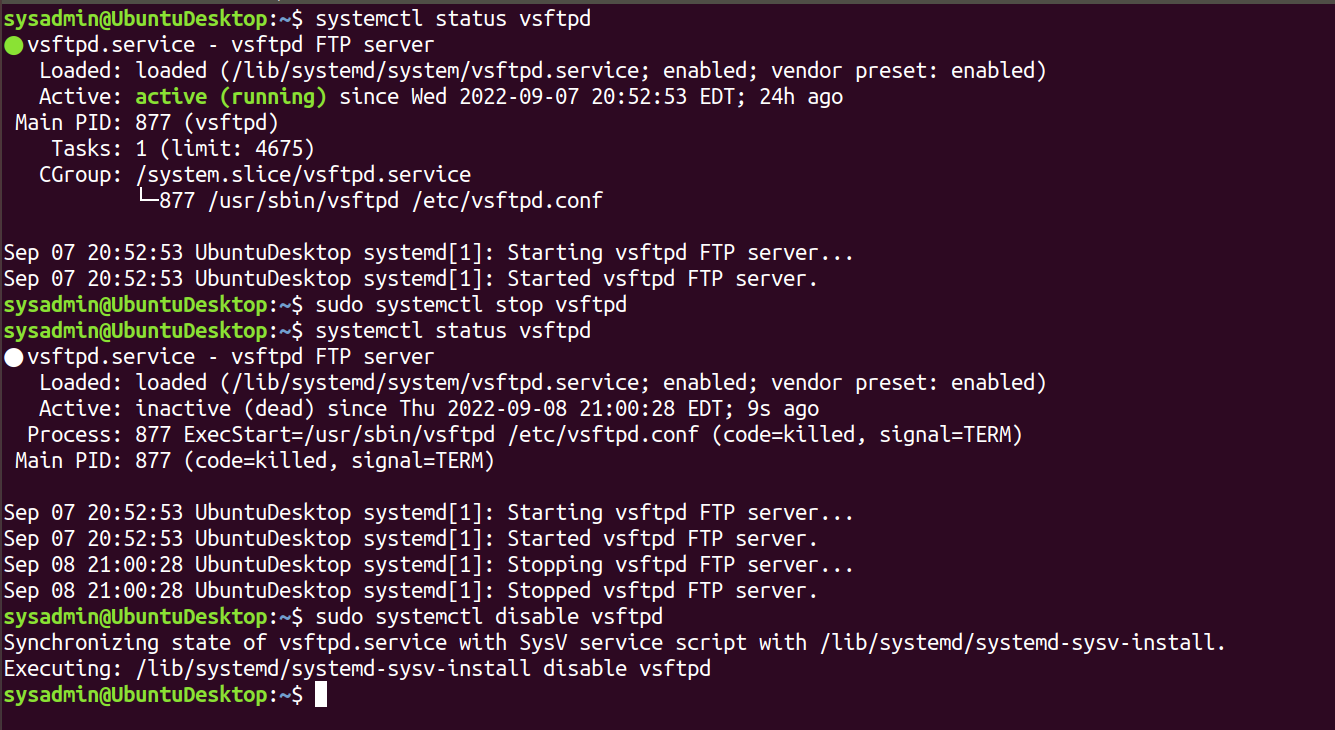 sysadmin@UbuntuDesktop:~$ systemctl status vsftpd
●vsftpd.service - vsftpd FTP server
   Loaded: loaded (/lib/systemd/system/vsftpd.service; enabled; vendor preset: enabled)
   Active: active (running) since Wed 2022-09-07 20:52:53 EDT; 24h ago
 Main PID: 877 (vsftpd)
    Tasks: 1 (limit: 4675)
   CGroup: /system.slice/vsftpd.service
           └─877 /usr/sbin/vsftpd /etc/vsftpd.conf

Sep 07 20:52:53 UbuntuDesktop systemd[1]: Starting vsftpd FTP server...
Sep 07 20:52:53 UbuntuDesktop systemd[1]: Started vsftpd FTP server.
sysadmin@UbuntuDesktop:~$ sudo systemctl stop vsftpd
sysadmin@UbuntuDesktop:~$ systemctl status vsftpd
●vsftpd.service - vsftpd FTP server
   Loaded: loaded (/lib/systemd/system/vsftpd.service; enabled; vendor preset: enabled)
   Active: inactive (dead) since Thu 2022-09-08 21:00:28 EDT; 9s ago
  Process: 877 ExecStart=/usr/sbin/vsftpd /etc/vsftpd.conf (code=killed, signal=TERM)
 Main PID: 877 (code=killed, signal=TERM)

Sep 07 20:52:53 UbuntuDesktop systemd[1]: Starting vsftpd FTP server...
Sep 07 20:52:53 UbuntuDesktop systemd[1]: Started vsftpd FTP server.
Sep 08 21:00:28 UbuntuDesktop systemd[1]: Stopping vsftpd FTP server...
Sep 08 21:00:28 UbuntuDesktop systemd[1]: Stopped vsftpd FTP server.
sysadmin@UbuntuDesktop:~$ sudo systemctl disable vsftpd
Synchronizing state of vsftpd.service with SysV service script with /lib/systemd/systemd-sysv-install.
Executing: /lib/systemd/systemd-sysv-install disable vsftpd
sysadmin@UbuntuDesktop:~$